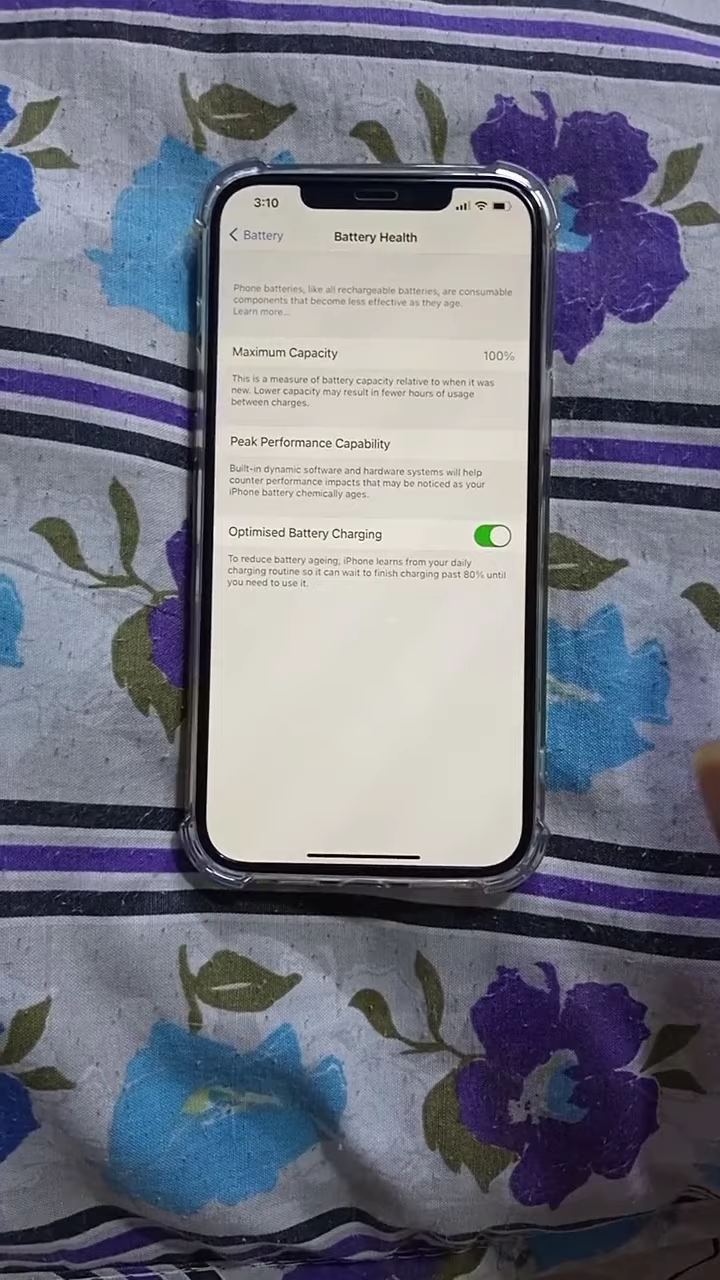 3:10
Battery
Battery Health
Phone batteries, like all rechargeable batteries, are consumable
components that become less effective as they age.
Learn more...
Maximum Capacity 100%
This is a measure of battery capacity relative to when it was
new. Lower capacity may result in fewer hours of usage
between charges.
Peak Performance Capability
Built-in dynamic software and hardware systems will help
counter performance impacts that may be noticed as your
iPhone battery chemically ages.
Optimised Battery Charging
To reduce battery ageing, iPhone learns from your daily
charging routine so it can wait to finish charging past 80% until
you need to use it.